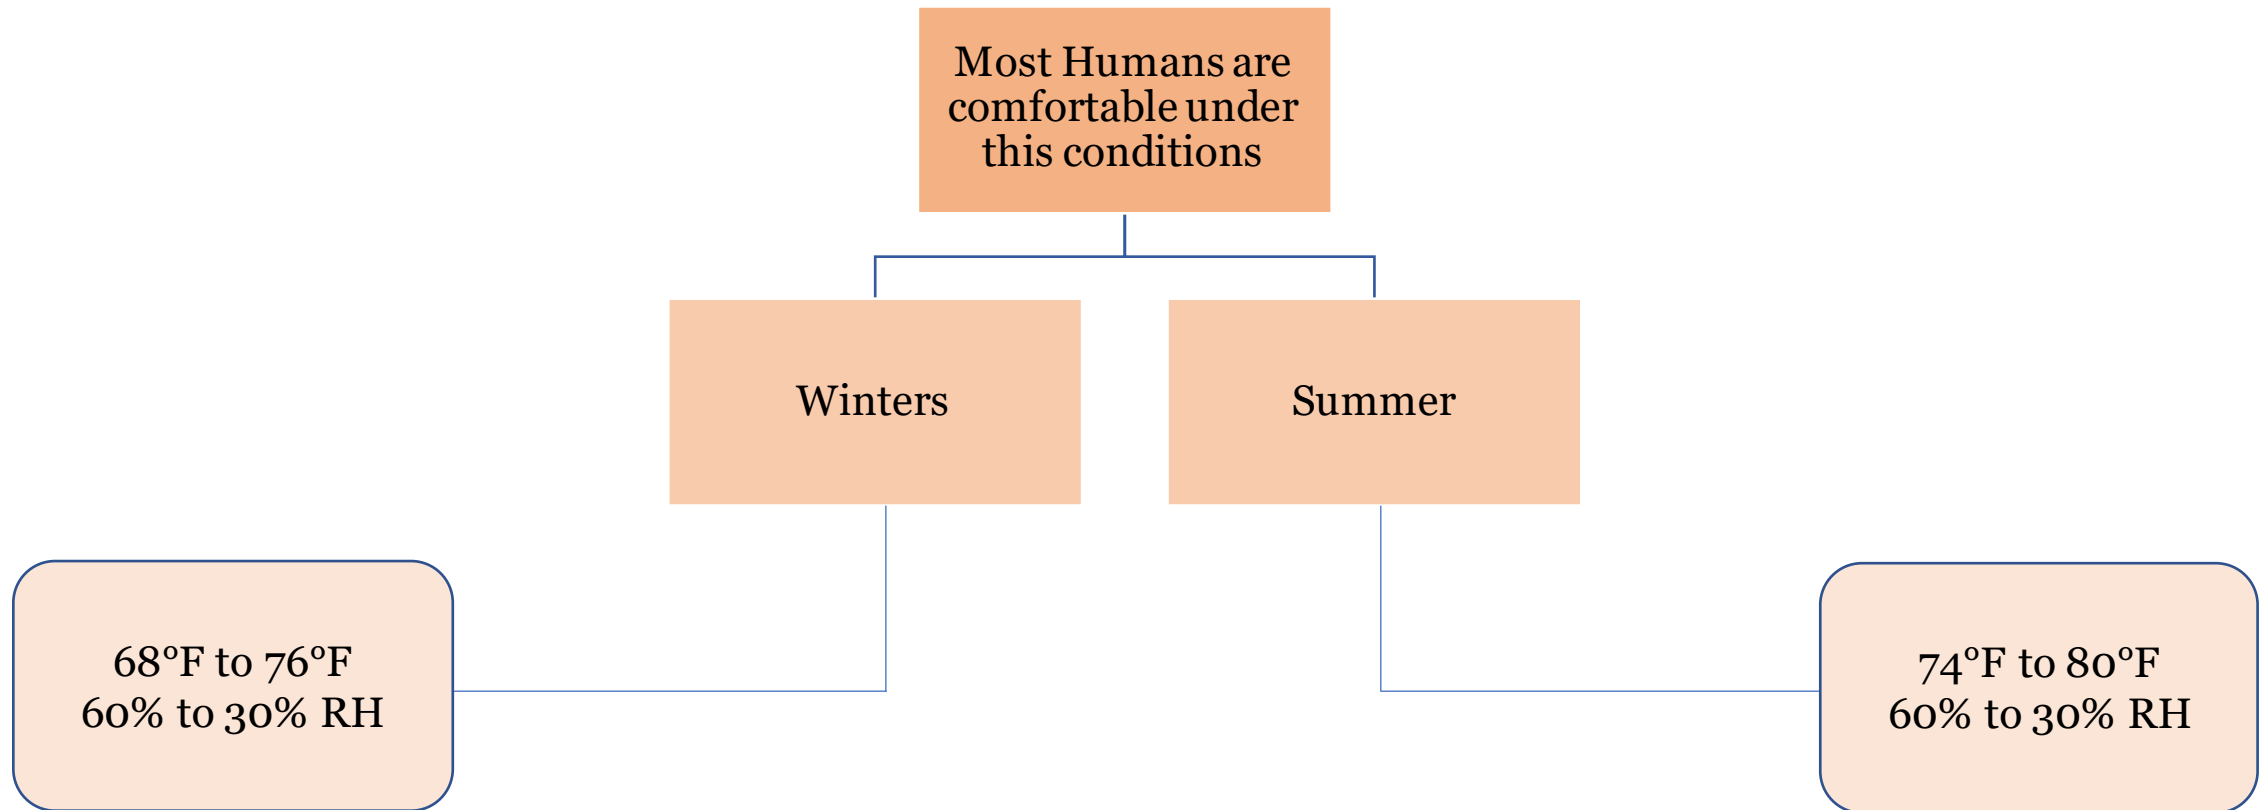 Most Humans are
comfortable under
this conditions
Winters
Summer
68°F to 76°F
60% to 30% RH
74°F to 80°F
60% to 30% RH